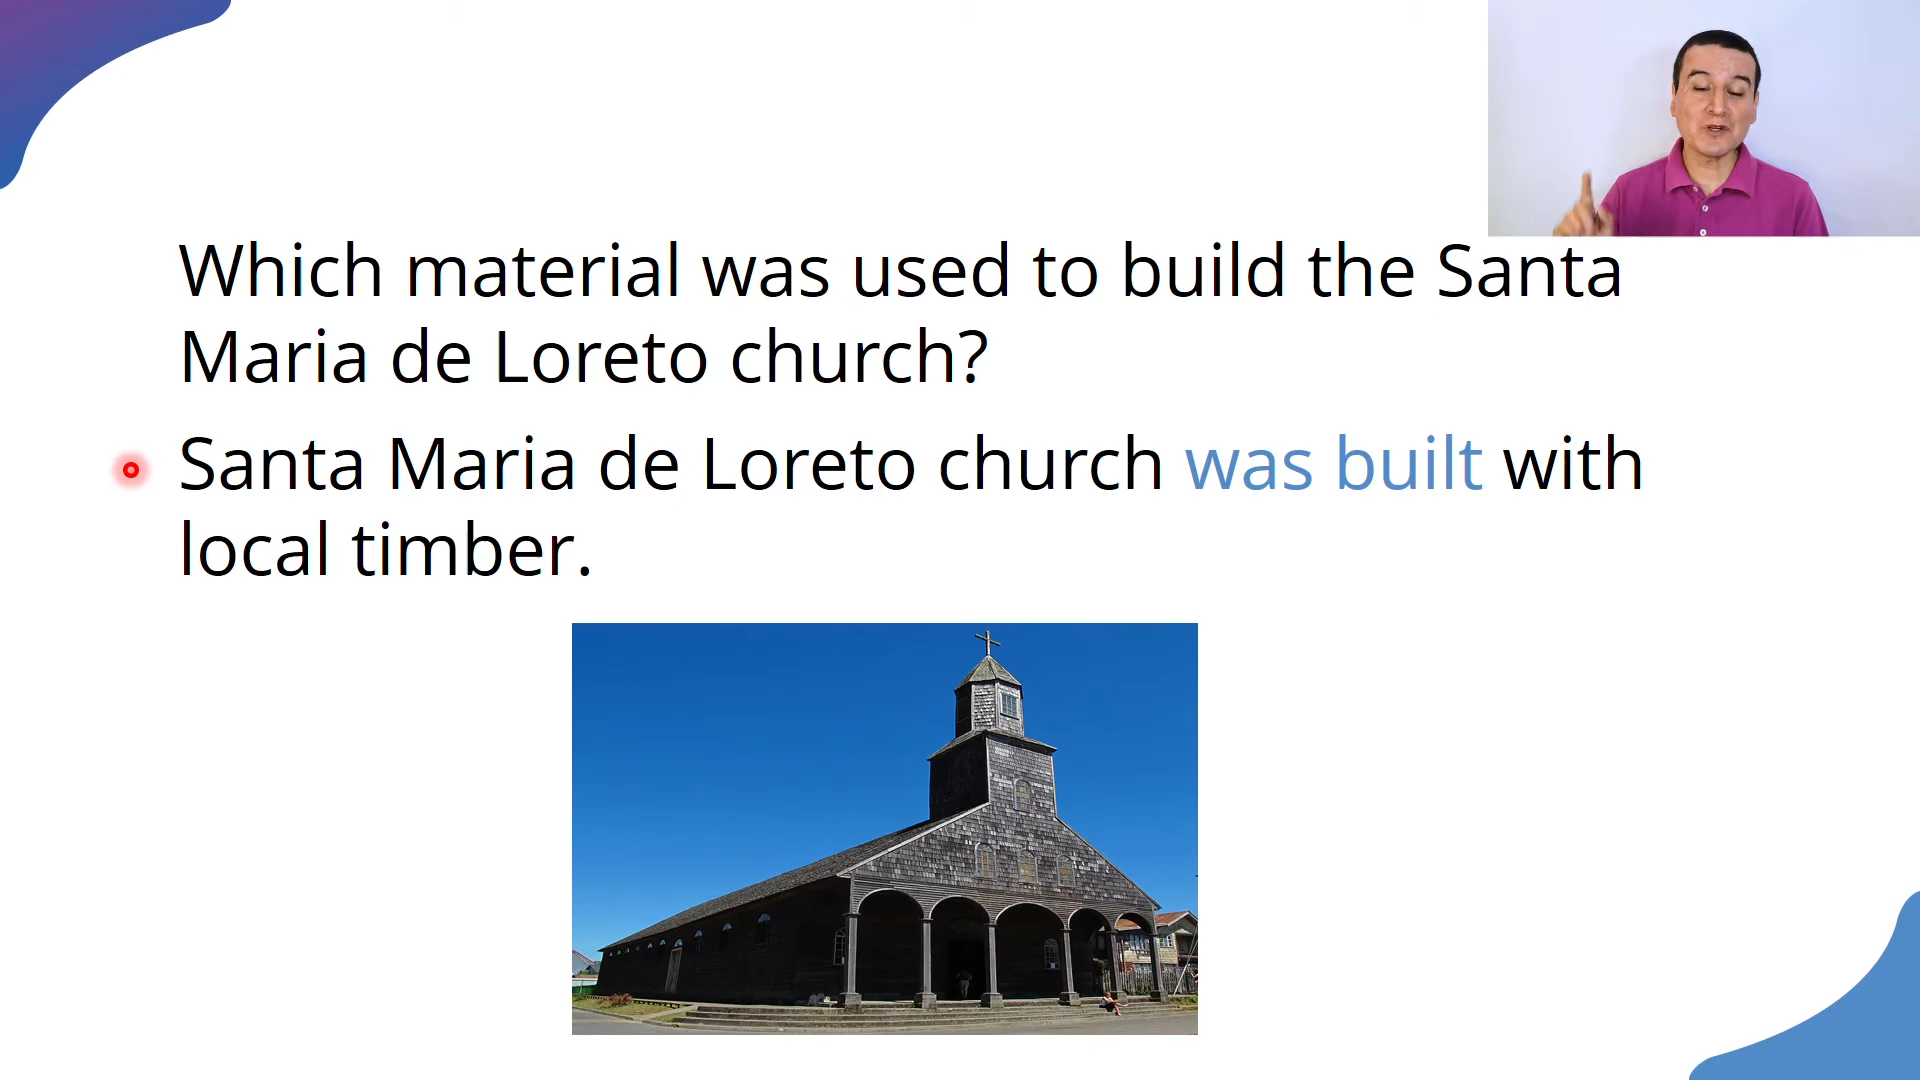 Which material was used to build the Santa
Maria de Loreto church?
Santa Maria de Loreto church was built with
local timber.